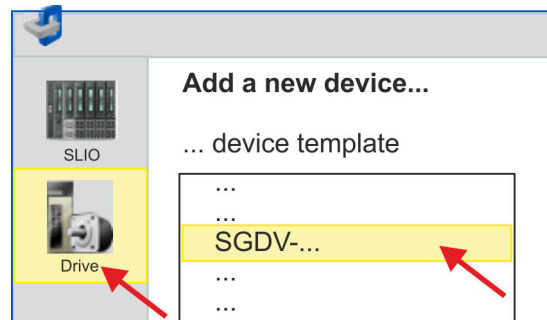 Add a new device...
SLIO
... device template
Drive
...
...
SGDV-...
...
...